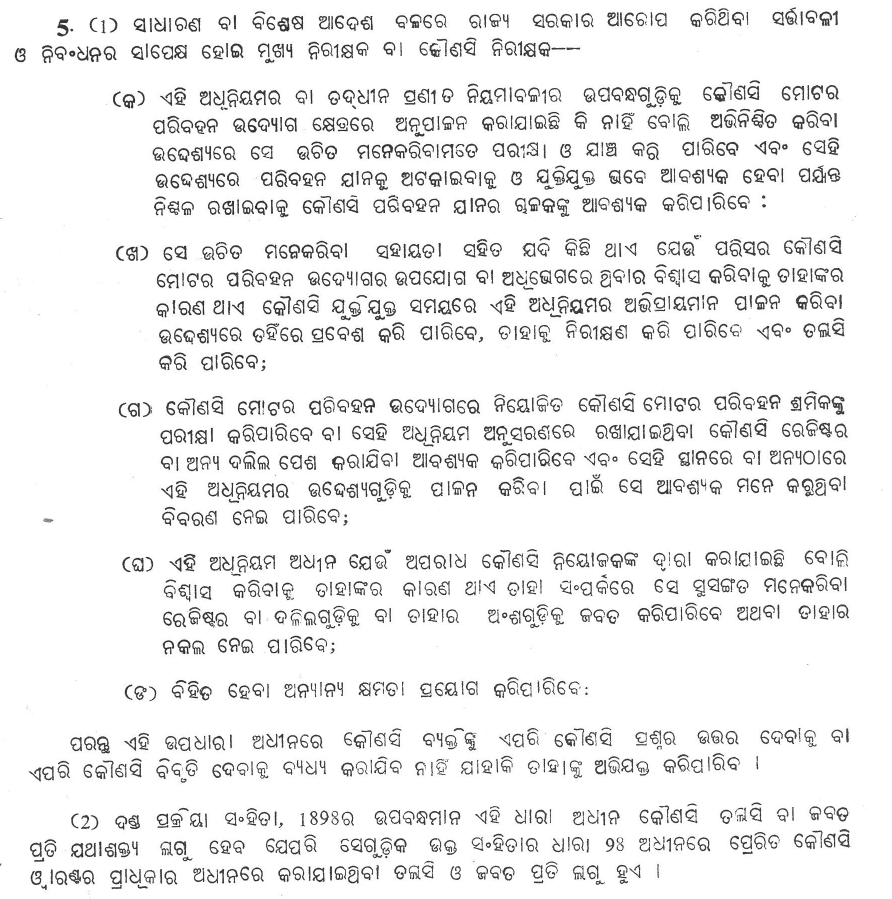 5. (1) ସାଧାରଣ ବା ବିଶେଷ ଆଦେଶ ବଳରେ ରାଜ୍ୟ ସରକାର ଆରୋପ କରିଥିବା ସର୍ତ୍ତାବଳୀ
ଓ ନିବଂଧନର ସାପେକ୍ଷ ହୋଇ ମୁଖ୍ୟ ନିରୀକ୍ଷକ ବା କୌଣସି ନିରୀକ୍ଷକ—
(କ) ଏହି ଅଧିନିୟମର ବା ତଦ୍‌ଧୀନ ପ୍ରଣୀତ ନିୟମାବଳୀର ଉପବନ୍ଧଗୁଡ଼ିକୁ କୌଣସି ମୋଟର
ପରିବହନ ଉଦ୍ୟୋଗ କ୍ଷେତ୍ରରେ ଅନୁପାଳନ କରାଯାଇଛି କି ନାହିଁ ବୋଲି ଅଭିନିଶ୍ଚିତ କରିବା
ଉଦ୍ଦେଶ୍ୟରେ ସେ ଉଚିତ ମନେକରିବାମତେ ପରୀକ୍ଷା ଓ ଯାଞ୍ଚ କରି ପାରିବେ ଏବଂ ସେହି
ଉଦ୍ଦେଶ୍ୟରେ ପରିବହନ ଯାନକୁ ଅଟକାଇବାକୁ ଓ ଯୁକ୍ତିଯୁକ୍ତ ଭବେ ଆବଶ୍ୟକ ହେବା ପର୍ଯ୍ୟନ୍ତ
ନିଶ୍ଚଳ ରଖାଇବାକୁ କୌଣସି ପରିବହନ ଯାନର ଚାଳକଙ୍କୁ ଆବଶ୍ୟକ କରିପାରିବେ :
(ଖ) ସେ ଉଚିତ ମନେକରିବା ସହାୟତା ସହିତ ଯଦି କିଛି ଥାଏ ଯେଉଁ ପରିସର କୌଣସି
ମୋଟର ପରିବହନ ଉଦ୍ୟୋଗର ଉପଯୋଗ ବା ଅଧିଭୋଗରେ ଥିବାର ବିଶ୍ୱାସ କରିବାକୁ ତାହାଙ୍କର
କାରଣ ଥାଏ କୌଣସି ଯୁକ୍ତିଯୁକ୍ତ ସମୟରେ ଏହି ଅଧିନିୟମର ଅଭିପ୍ରାୟମାନ ପାଳନ କରିବା
ଉଦ୍ଦେଶ୍ୟରେ ତହିଁରେ ପ୍ରବେଶ କରି ପାରିବେ, ତାହାକୁ ନିରୀକ୍ଷଣ କରି ପାରିବେ ଏବଂ ତଲାସି
କରି ପାରିବେ;
(ଗ) କୌଣସି ମୋଟର ପରିବହନ ଉଦ୍ୟୋଗରେ ନିୟୋଜିତ କୌଣସି ମୋଟର ପରିବହନ ଶ୍ରମିକଙ୍କୁ
ପରୀକ୍ଷା କରିପାରିବେ ବା ସେହି ଅଧିନିୟମ ଅନୁସରଣରେ ରଖାଯାଇଥିବା କୌଣସି ରେଜିଷ୍ଟର
ବା ଅନ୍ୟ ଦଲିଲ ପେଶ କରାଯିବା ଆବଶ୍ୟକ କରିପାରିବେ ଏବଂ ସେହି ସ୍ଥାନରେ ବା ଅନ୍ୟଠାରେ
ଏହି ଅଧିନିୟମର ଉଦ୍ଦେଶ୍ୟଗୁଡ଼ିକୁ ପାଳନ କରିବା ପାଇଁ ସେ ଆବଶ୍ୟକ ମନେ କରୁଥିବା
ବିବରଣ ନେଇ ପାରିବେ;
(ଘ) ଏହି ଅଧିନିୟମ ଅଧୀନ ଯେଉଁ ଅପରାଧ କୌଣସି ନିୟୋଜକଙ୍କ ଦ୍ୱାରା କରାଯାଇଛି ବୋଲି
ବିଶ୍ୱାସ କରିବାକୁ ତାହାଙ୍କର କାରଣ ଥାଏ ତାହା ସଂପର୍କରେ ସେ ସୁସଙ୍ଗତ ମନେକରିବା
ରେଜିଷ୍ଟର ବା ଦଲିଲଗୁଡ଼ିକୁ ବା ତାହାର ଅଂଶଗୁଡ଼ିକୁ ଜବତ କରିପାରିବେ ଅଥବା ତାହାର
ନକଲ ନେଇ ପାରିବେ;
(ଙ) ବିହିତ ହେବା ଅନ୍ୟାନ୍ୟ କ୍ଷମତା ପ୍ରୟୋଗ କରିପାରିବେ:
ପରନ୍ତୁ ଏହି ଉପଧାରା ଅଧୀନରେ କୌଣସି ବ୍ୟକ୍ତିଙ୍କୁ ଏପରି କୌଣସି ପ୍ରଶ୍ନର ଉତ୍ତର ଦେବାକୁ ବା
ଏପରି କୌଣସି ବିବୃତି ଦେବାକୁ ବାଧ୍ୟ କରାଯିବ ନାହିଁ ଯାହାକି ତାହାଙ୍କୁ ଅଭିଯକ୍ତ କରିପାରିବ ।
(2) ଦଣ୍ଡ ପ୍ରକ୍ରିୟା ସଂହିତା, 1898ର ଉପବନ୍ଧମାନ ଏହି ଧାରା ଅଧୀନ କୌଣସି ତଲାସି ବା ଜବତ
ପ୍ରତି ଯଥାଶକ୍ତ୍ୟ ଲାଗୁ ହେବ ଯେପରି ସେଗୁଡ଼ିକ ଉକ୍ତ ସଂହିତାର ଧାରା 98 ଅଧୀନରେ ପ୍ରେରିତ କୌଣସି
ଓ୍ୱାରଣ୍ଟର ପ୍ରାଧିକାର ଅଧୀନରେ କରାଯାଇଥିବା ତଲାସି ଓ ଜବତ ପ୍ରତି ଲାଗୁ ହୁଏ ।